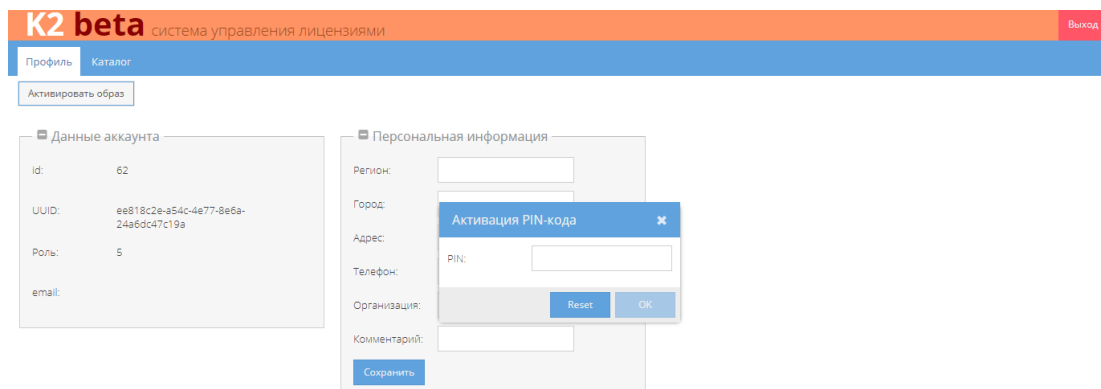 K2 beta система управления лицензиями
Выход
Профиль Каталог
Активировать образ
Данные аккаунта
id: 62
UUID: ee818c2e-a54c-4e77-8e6a-
24a6dc47c19a
Роль: 5
email:
Персональная информация
Регион:
Город:
Адрес:
Телефон:
Организация:
Комментарий:
Сохранить
Активация PIN-кода
PIN:
Reset OK